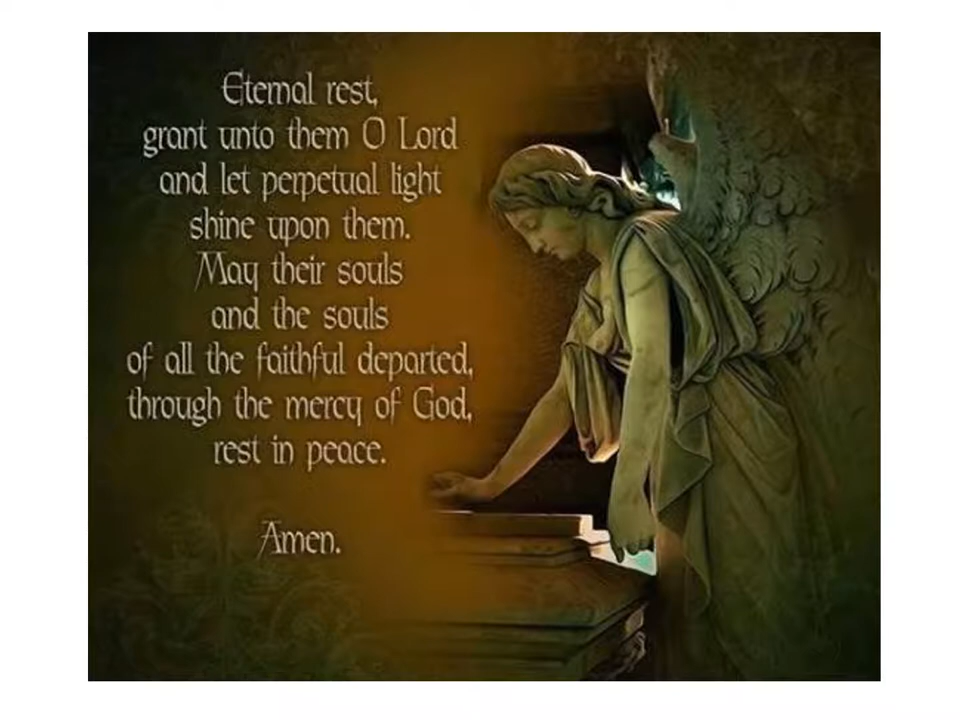 Eternal rest,
grant unto them O Lord
and let perpetual light
shine upon them.
May their souls
and the souls
of all the faithful departed,
through the mercy of God,
rest in peace.
Amen.